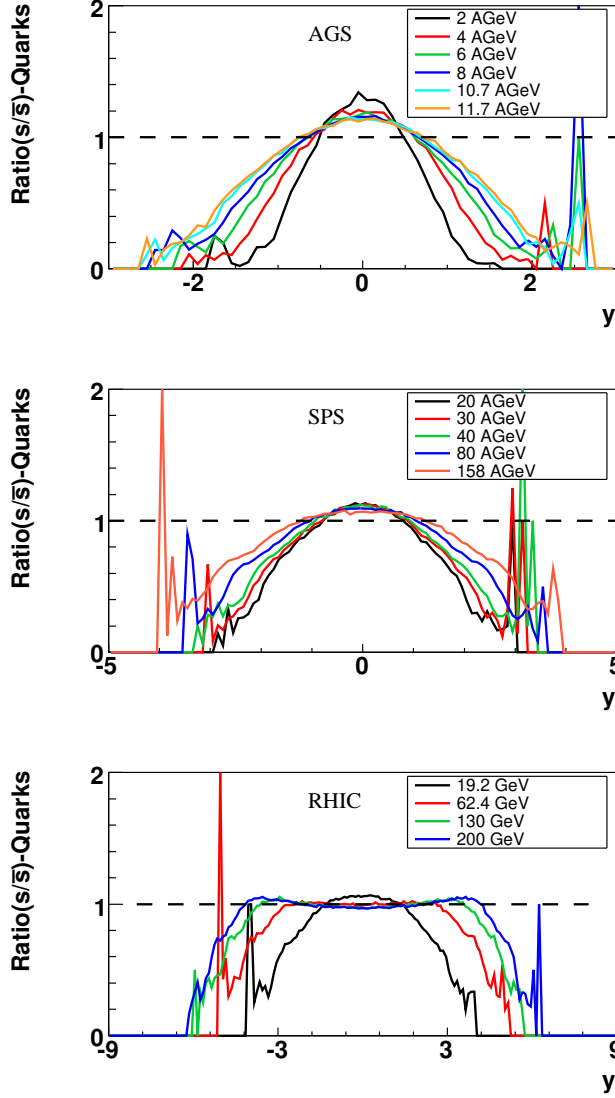 Ratio(s/s̅)-Quarks
2
1
0
AGS
2 AGeV
4 AGeV
6 AGeV
8 AGeV
10.7 AGeV
11.7 AGeV
-2
0
2
y
Ratio(s/s̅)-Quarks
2
1
0
SPS
20 AGeV
30 AGeV
40 AGeV
80 AGeV
158 AGeV
-5
0
5
y
Ratio(s/s̅)-Quarks
2
1
0
RHIC
19.2 GeV
62.4 GeV
130 GeV
200 GeV
-9
-3
3
9
y